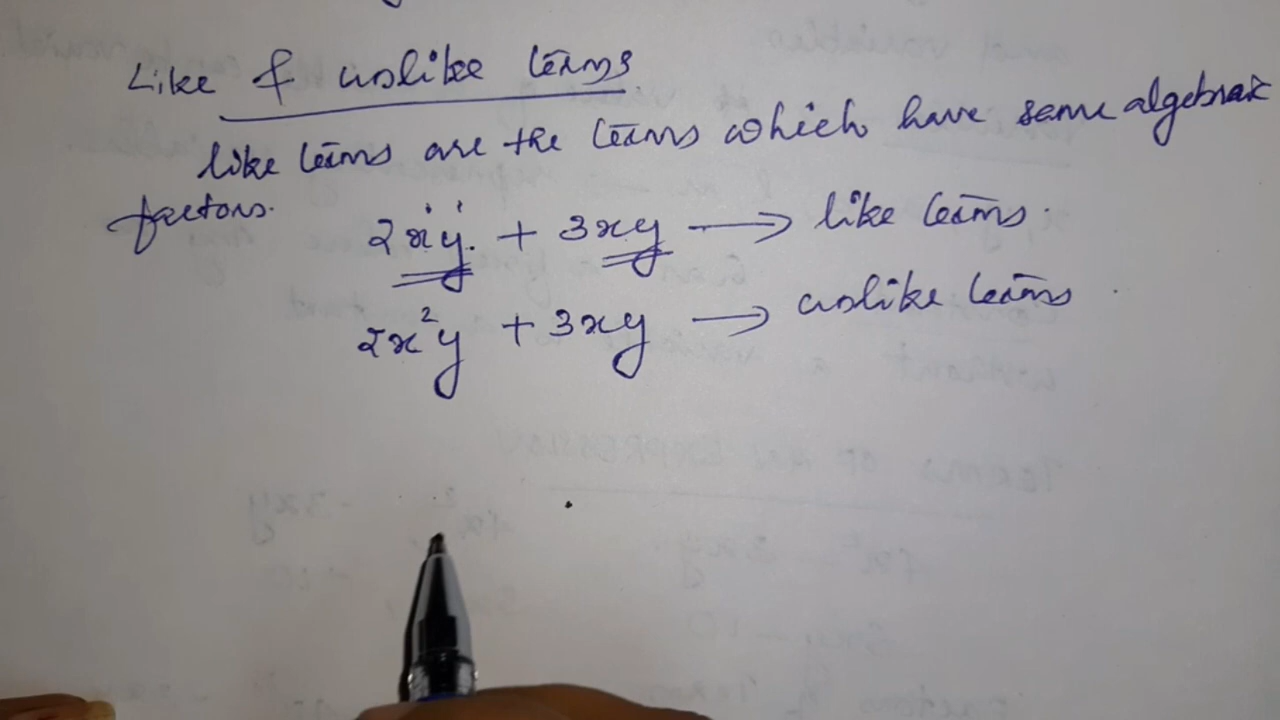 Like & unlike terms
like terms are the terms which have same algebraic
factors.
2xy + 3xy → like terms.
2x²y + 3xy → unlike terms